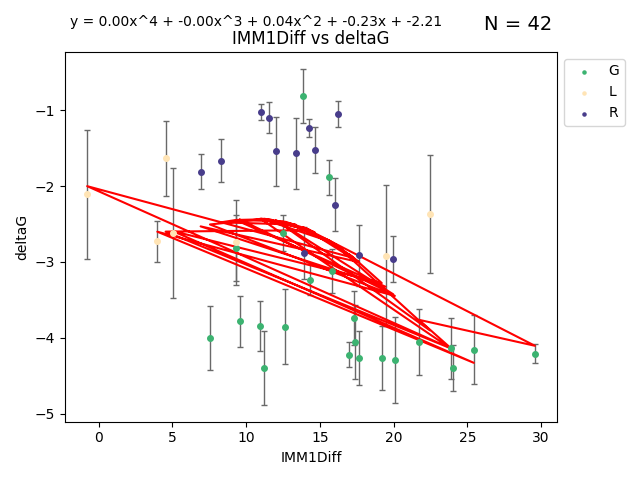 y = 0.00x^4 + -0.00x^3 + 0.04x^2 + -0.23x + -2.21
N = 42
IMM1Diff vs deltaG
G
L
R
deltaG
−1
−2
−3
−4
−5
0 5 10 15 20 25 30
IMM1Diff